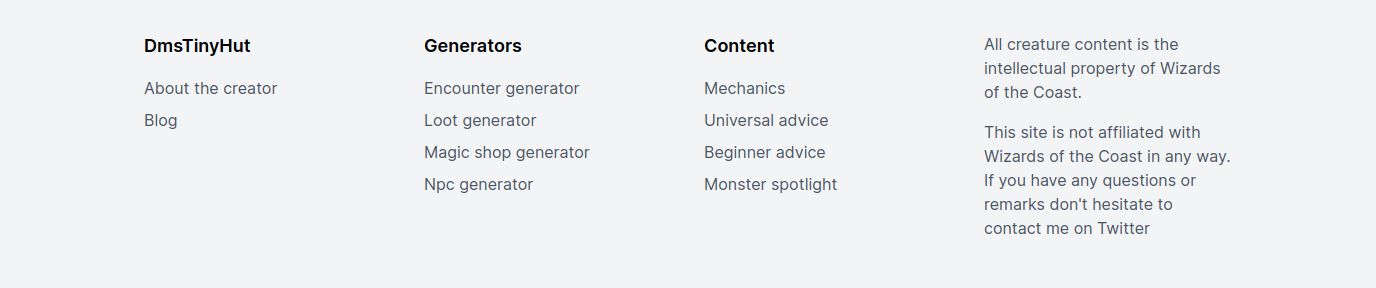 DmsTinyHut
About the creator
Blog
Generators
Encounter generator
Loot generator
Magic shop generator
Npc generator
Content
Mechanics
Universal advice
Beginner advice
Monster spotlight
All creature content is the
intellectual property of Wizards
of the Coast.
This site is not affiliated with
Wizards of the Coast in any way.
If you have any questions or
remarks don't hesitate to
contact me on Twitter